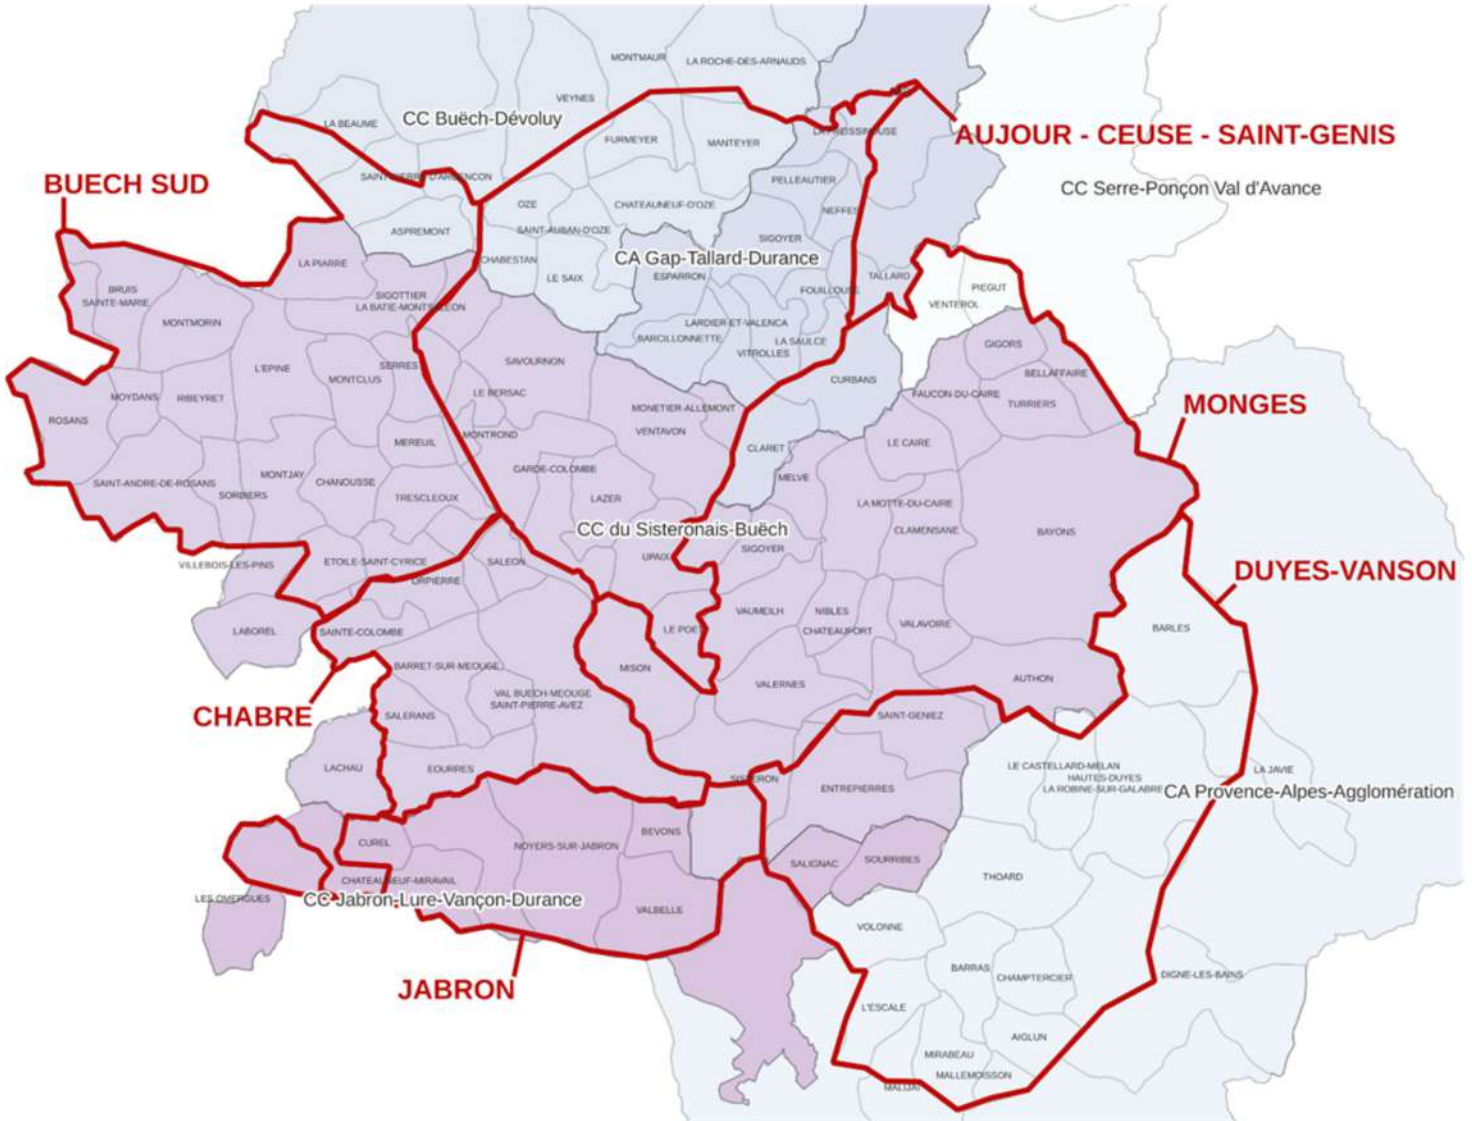 MONTMAUR
LA ROCHE-DES-ARNAUDS
VEYNES
LA BEAUME
CC Buëch-Dévoluy
FURMEYER
MANTEYER
LA FREISSINOUSE
AUJOUR - CEUSE - SAINT-GENIS
BUECH SUD
SAINT-PIERRE D'ARGENCON
PELLEAUTIER
CC Serre-Ponçon Val d'Avance
OZE
CHATEAUNEUF-D'OZE
NEFFES
ASPREMONT
SAINT-AUBAN-D'OZE
SIGOYER
CHABESTAN
CA Gap-Tallard-Durance
LA PIARRE
LE SAIX
ESPARRON
TALLARD
BRUIS
SAINTE-MARIE
SIGOTTIER
LA BATIE-MONTSALEON
FOUILLOUSE
PIEGUT
VENTEROL
MONTMORIN
LARDIER-ET-VALENCA
BARCILLONNETTE
LA SAULCE
VITROLLES
GIGORS
L'EPINE
SERRES
SAVOURNON
MONTCLUS
CURBANS
BELLAFFAIRE
MOYDANS
RIBEYRET
LE BERSAC
FAUCON-DU-CAIRE
TURRIERS
MONGES
ROSANS
MONETIER-ALLEMONT
VENTAVON
MEREUIL
MONTROND
LE CAIRE
CLARET
GARDE-COLOMBE
MONTJAY
SAINT-ANDRE-DE-ROSANS
CHANOUSSE
MELVE
SORBIERS
TRESCLEOUX
LAZER
LA MOTTE-DU-CAIRE
CC du Sisteronais-Buëch
CLAMENSANE
BAYONS
SIGOYER
UPAIX
VILLEBOIS-LES-PINS
ETOILE-SAINT-CYRICE
SALEON
DUYES-VANSON
ORPIERRE
VAUMEILH
NIBLES
LABOREL
SAINTE-COLOMBE
LE POET
CHATEAUFORT
VALAVOIRE
BARLES
BARRET-SUR-MEOUGE
MISON
VALERNES
AUTHON
VAL BUECH-MEOUGE
SAINT-PIERRE-AVEZ
CHABRE
SALERANS
SAINT-GENIEZ
LACHAU
EOURRES
SISTERON
LE CASTELLARD-MELAN
HAUTES-DUYES
LA ROBINE-SUR-GALABRE
LA JAVIE
ENTREPIERRES
CA Provence-Alpes-Agglomération
BEVONS
CUREL
NOYERS-SUR-JABRON
SALIGNAC
SOURRIBES
CHATEAUNEUF-MIRAVAIL
THOARD
LES OMERGUES
CC Jabron-Lure-Vançon-Durance
VALBELLE
VOLONNE
BARRAS
CHAMPTERCIER
DIGNE-LES-BAINS
JABRON
L'ESCALE
AIGLUN
MIRABEAU
MALLEMOISSON
MALIJAI